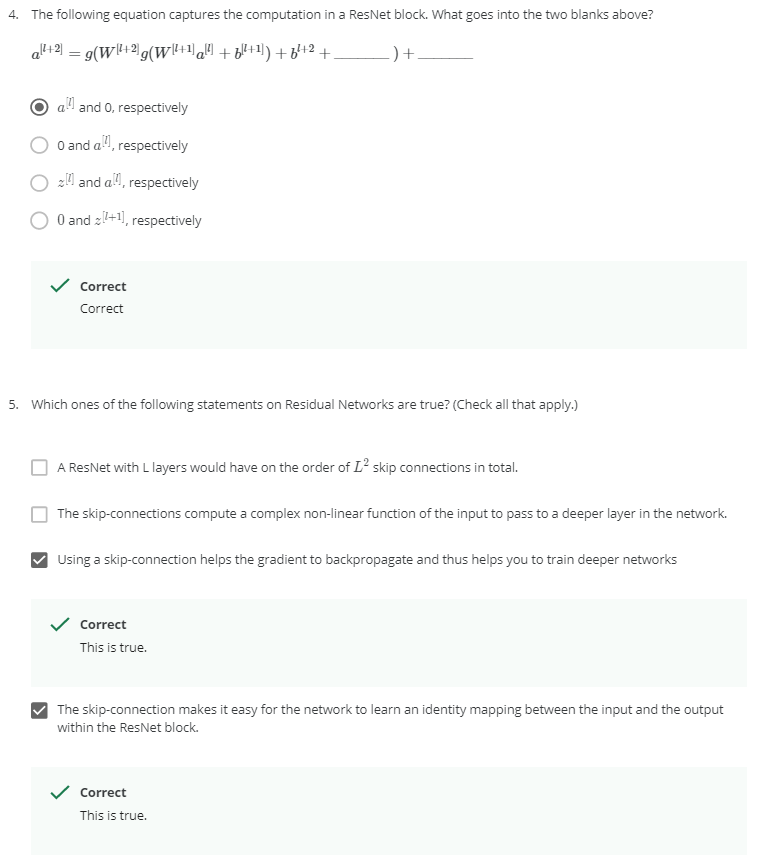 4. The following equation captures the computation in a ResNet block. What goes into the two blanks above?
a^{[l+2]} = g(W^{[l+2]}g(W^{[l+1]}a^{[l]} + b^{[l+1]}) + b^{l+2} + _______ ) + _______
a^{[l]} and 0, respectively
0 and a^{[l]}, respectively
z^{[l]} and a^{[l]}, respectively
0 and z^{[l+1]}, respectively
Correct
Correct
5. Which ones of the following statements on Residual Networks are true? (Check all that apply.)
A ResNet with L layers would have on the order of L^2 skip connections in total.
The skip-connections compute a complex non-linear function of the input to pass to a deeper layer in the network.
Using a skip-connection helps the gradient to backpropagate and thus helps you to train deeper networks
Correct
This is true.
The skip-connection makes it easy for the network to learn an identity mapping between the input and the output
within the ResNet block.
Correct
This is true.